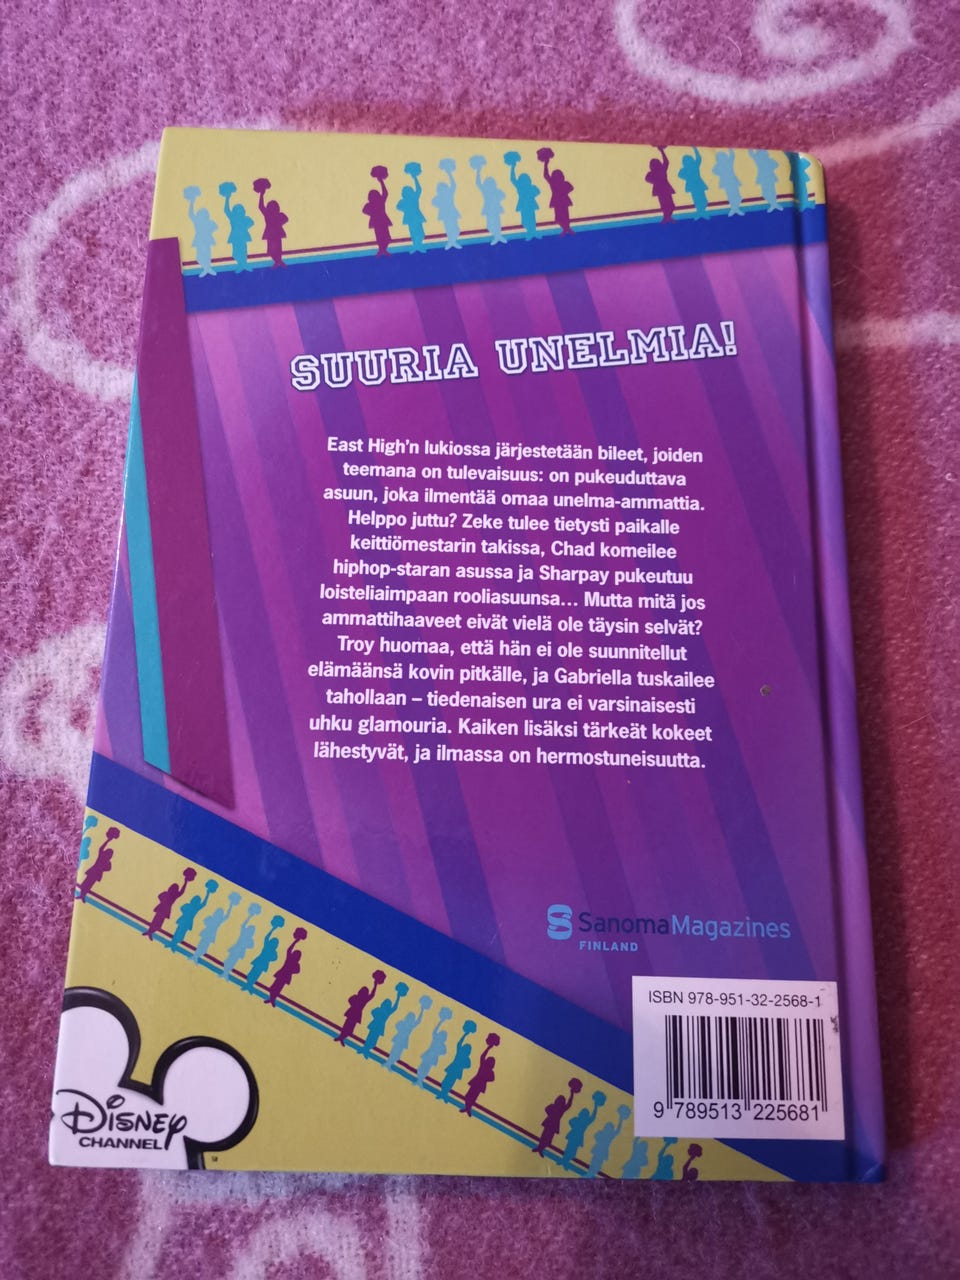 SUURIA UNELMIA!
East High'n lukiossa järjestetään bileet, joiden
teemana on tulevaisuus: on pukeuduttava
asuun, joka ilmentää omaa unelma-ammattia.
Helppo juttu? Zeke tulee tietysti paikalle
keittiömestarin takissa, Chad komeilee
hiphop-staran asussa ja Sharpay pukeutuu
loisteliaimpaan rooliasuunsa... Mutta mitä jos
ammattihaaveet eivät vielä ole täysin selvät?
Troy huomaa, että hän ei ole suunnitellut
elämäänsä kovin pitkälle, ja Gabriella tuskailee
tahollaan – tiedenaisen ura ei varsinaisesti
uhku glamouria. Kaiken lisäksi tärkeät kokeet
lähestyvät, ja ilmassa on hermostuneisuutta.
SanomaMagazines
FINLAND
ISBN 978-951-32-2568-1
9 789513 225681
DISNEY
CHANNEL